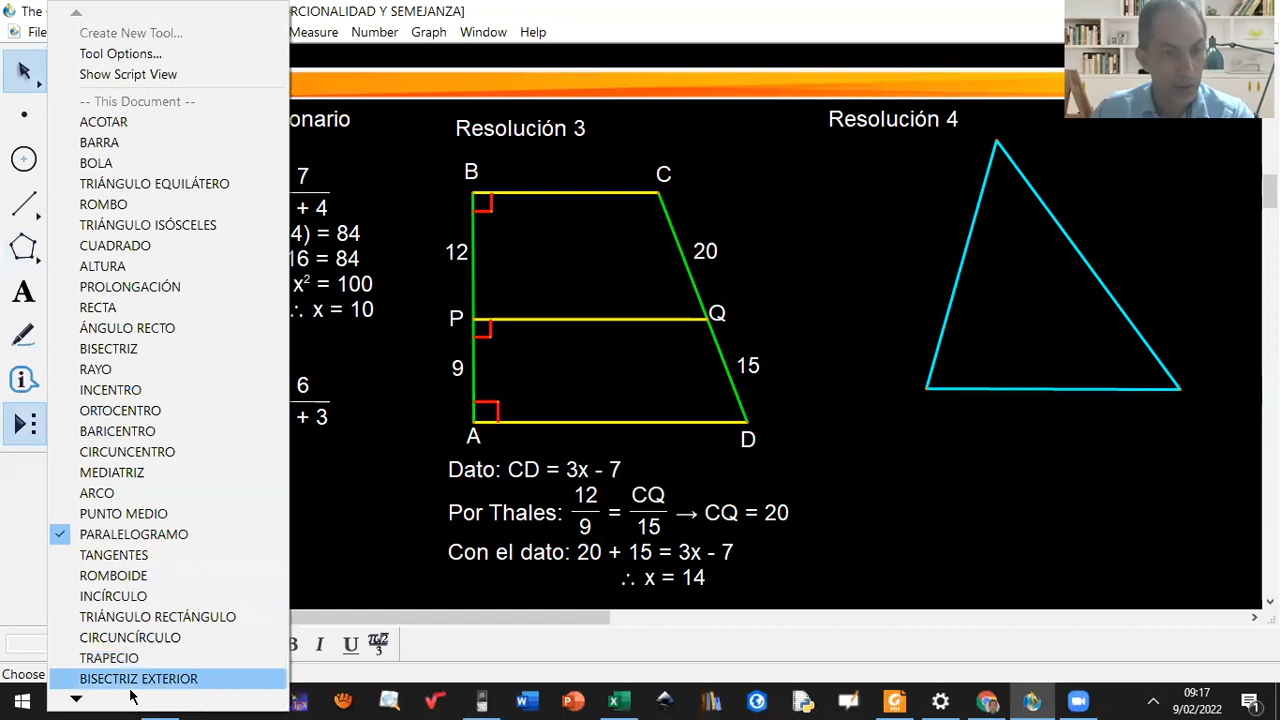 The
RCIONALIDAD Y SEMEJANZA]
File
Measure Number Graph Window Help
Create New Tool...
Tool Options...
Show Script View
-- This Document --
ACOTAR
BARRA
BOLA
TRIÁNGULO EQUILÁTERO
ROMBO
TRIÁNGULO ISÓSCELES
CUADRADO
ALTURA
PROLONGACIÓN
RECTA
ÁNGULO RECTO
BISECTRIZ
RAYO
INCENTRO
ORTOCENTRO
BARICENTRO
CIRCUNCENTRO
MEDIATRIZ
ARCO
PUNTO MEDIO
PARALELOGRAMO
TANGENTES
ROMBOIDE
INCÍRCULO
TRIÁNGULO RECTÁNGULO
CIRCUNCÍRCULO
TRAPECIO
BISECTRIZ EXTERIOR
A
i
onario
7
+ 4
4) = 84
16 = 84
x² = 100
∴ x = 10
6
+ 3
Resolución 3
B
C
12
20
P
Q
9
15
A
D
Dato: CD = 3x - 7
Por Thales: 12/9 = CQ/15 → CQ = 20
Con el dato: 20 + 15 = 3x - 7
∴ x = 14
Resolución 4
B I U
Choose
09:17
9/02/2022